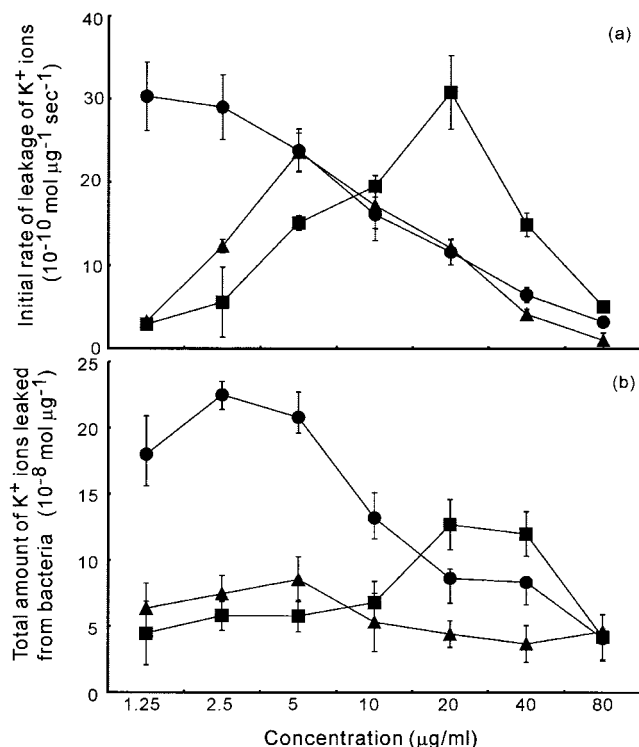 (a)
Initial rate of leakage of K⁺ ions
(10⁻¹⁰ mol µg⁻¹ sec⁻¹)
40
30
20
10
0
(b)
Total amount of K⁺ ions leaked
from bacteria (10⁻⁸ mol µg⁻¹)
25
20
15
10
5
0
1.25 2.5 5 10 20 40 80
Concentration (µg/ml)